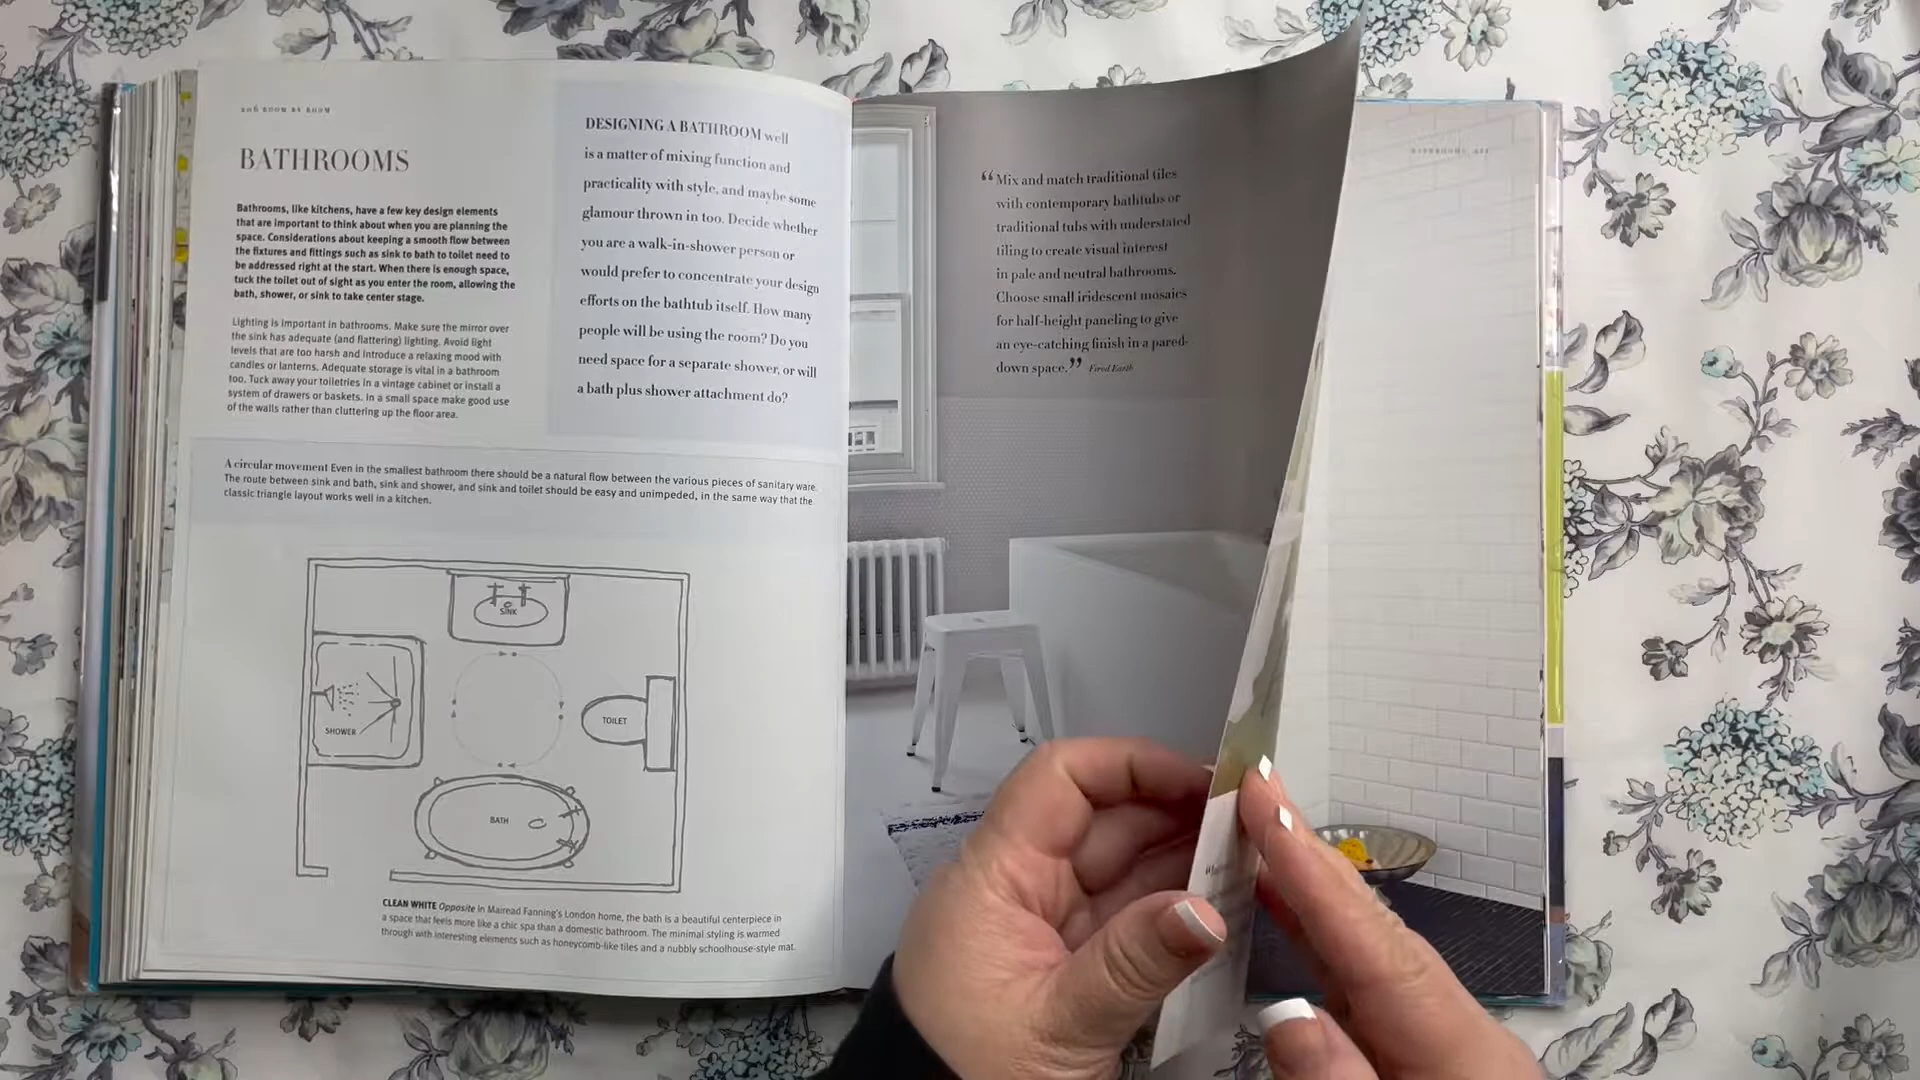 206 ROOM BY ROOM
BATHROOMS
Bathrooms, like kitchens, have a few key design elements
that are important to think about when you are planning the
space. Considerations about keeping a smooth flow between
the fixtures and fittings such as sink to bath to toilet need to
be addressed right at the start. When there is enough space,
tuck the toilet out of sight as you enter the room, allowing the
bath, shower, or sink to take center stage.
Lighting is important in bathrooms. Make sure the mirror over
the sink has adequate (and flattering) lighting. Avoid light
levels that are too harsh and introduce a relaxing mood with
candles or lanterns. Adequate storage is vital in a bathroom
too. Tuck away your toiletries in a vintage cabinet or install a
system of drawers or baskets. In a small space make good use
of the walls rather than cluttering up the floor area.
DESIGNING A BATHROOM well
is a matter of mixing function and
practicality with style, and maybe some
glamour thrown in too. Decide whether
you are a walk-in-shower person or
would prefer to concentrate your design
efforts on the bathtub itself. How many
people will be using the room? Do you
need space for a separate shower, or will
a bath plus shower attachment do?
A circular movement Even in the smallest bathroom there should be a natural flow between the various pieces of sanitary ware.
The route between sink and bath, sink and shower, and sink and toilet should be easy and unimpeded, in the same way that the
classic triangle layout works well in a kitchen.
SINK
SHOWER
TOILET
BATH
CLEAN WHITE Opposite In Mairead Fanning's London home, the bath is a beautiful centerpiece in
a space that feels more like a chic spa than a domestic bathroom. The minimal styling is warmed
through with interesting elements such as honeycomb-like tiles and a nubbly schoolhouse-style mat.
“Mix and match traditional tiles
with contemporary bathtubs or
traditional tubs with understated
tiling to create visual interest
in pale and neutral bathrooms.
Choose small iridescent mosaics
for half-height paneling to give
an eye-catching finish in a pared-
down space.” Fired Earth
BATHROOMS